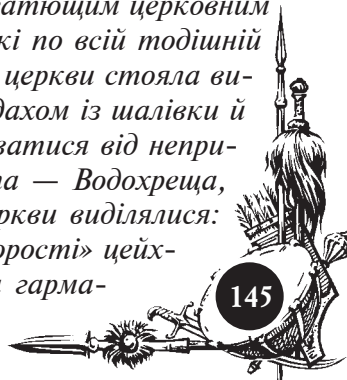 атющим церковним
кі по всій тодішній
церкви стояла ви-
дахом із шалівки й
ватися від непри-
а — Водохреща,
ркви виділялися:
орості» цейх-
гарма-
145